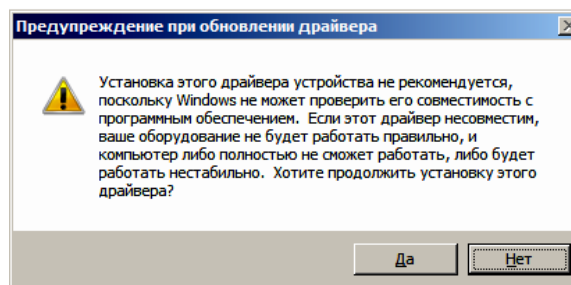 Предупреждение при обновлении драйвера
Установка этого драйвера устройства не рекомендуется,
поскольку Windows не может проверить его совместимость с
программным обеспечением. Если этот драйвер несовместим,
ваше оборудование не будет работать правильно, и
компьютер либо полностью не сможет работать, либо будет
работать нестабильно. Хотите продолжить установку этого
драйвера?
Да
Нет